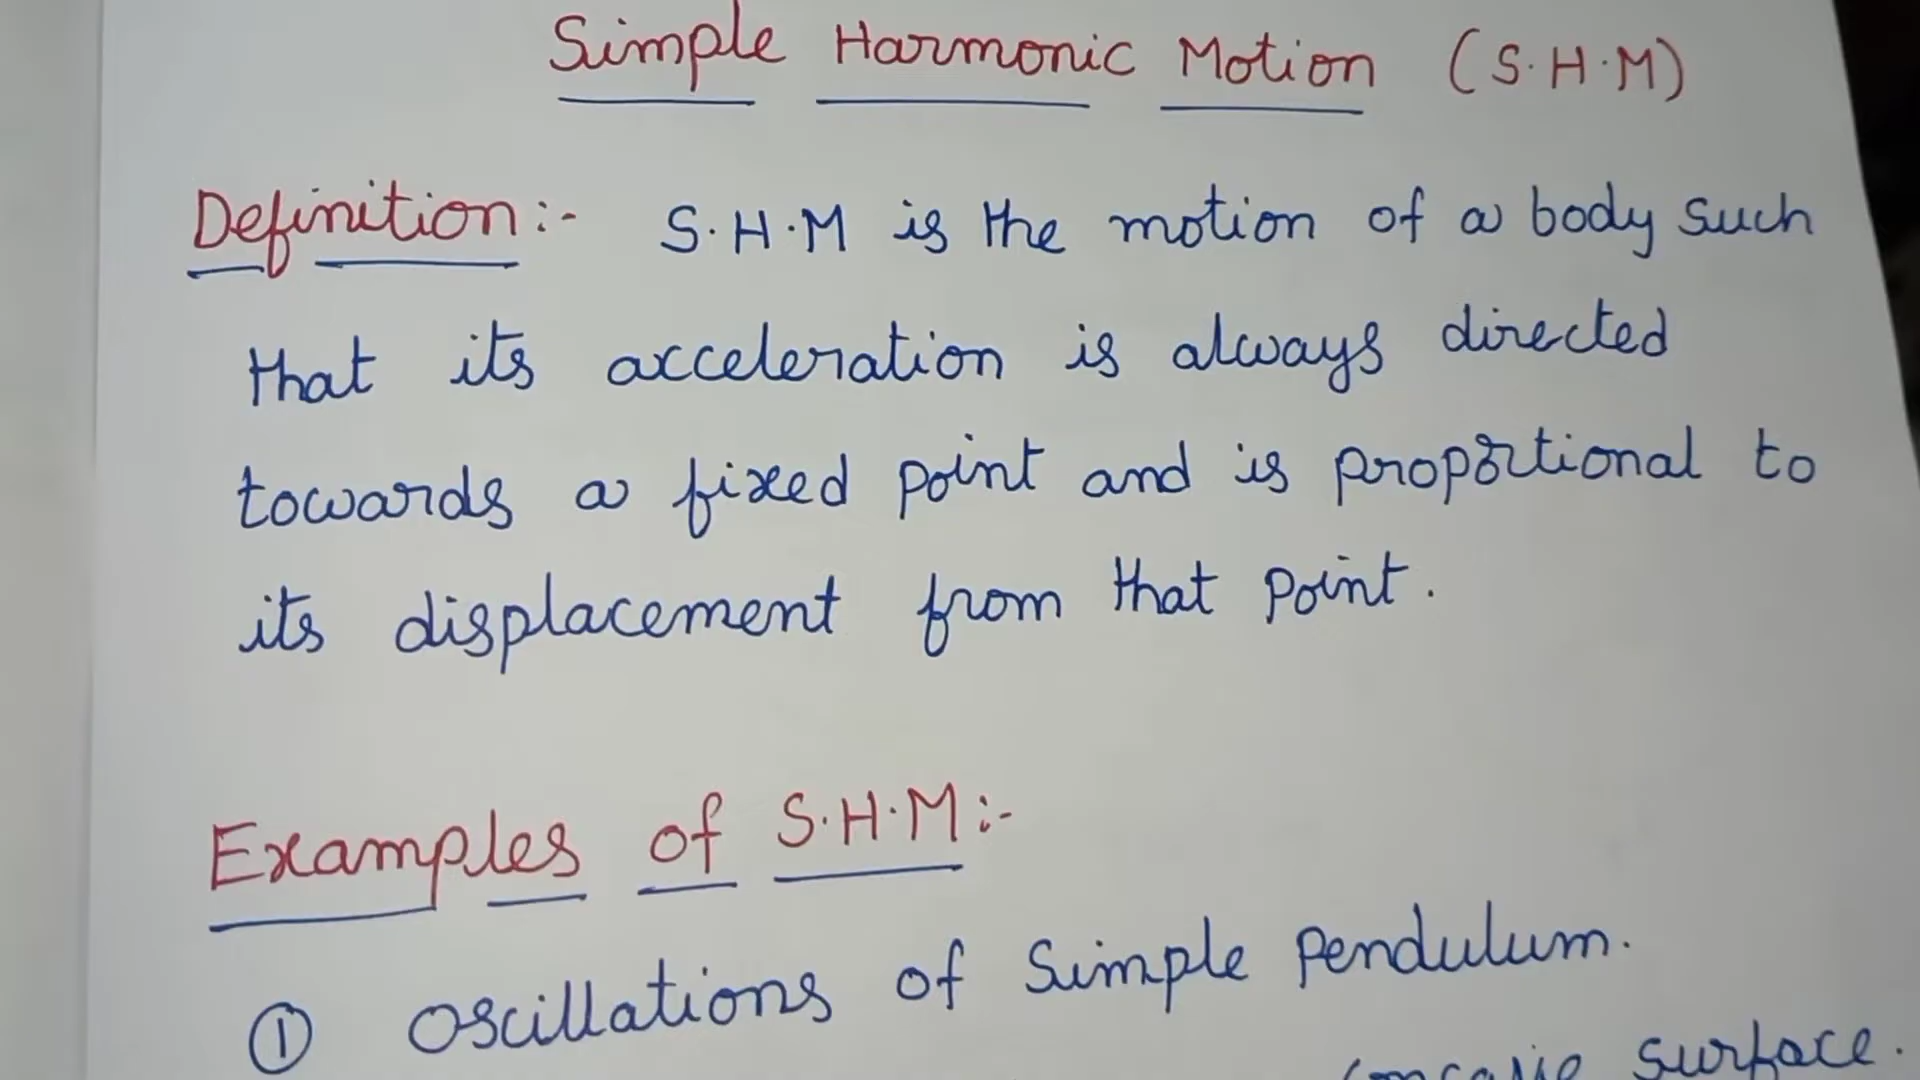 Simple Harmonic Motion (S.H.M)
Definition:- S.H.M is the motion of a body such
that its acceleration is always directed
towards a fixed point and is proportional to
its displacement from that point.
Examples of S.H.M:-
① Oscillations of Simple Pendulum.
concave surface.